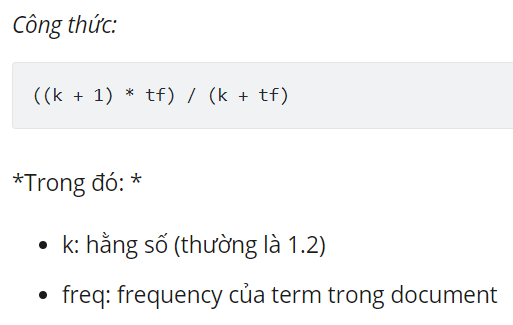 Công thức:
((k + 1) * tf) / (k + tf)
*Trong đó: *
• k: hằng số (thường là 1.2)
• freq: frequency của term trong document